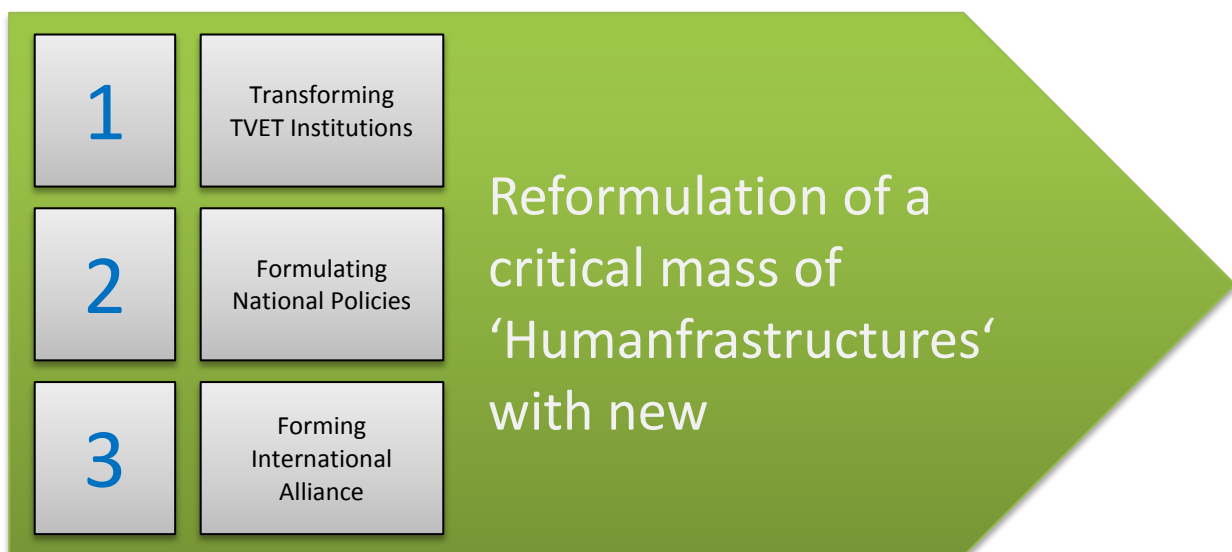 1
Transforming
TVET Institutions
2
Formulating
National Policies
3
Forming
International
Alliance
Reformulation of a
critical mass of
‘Humanfrastructures‘
with new